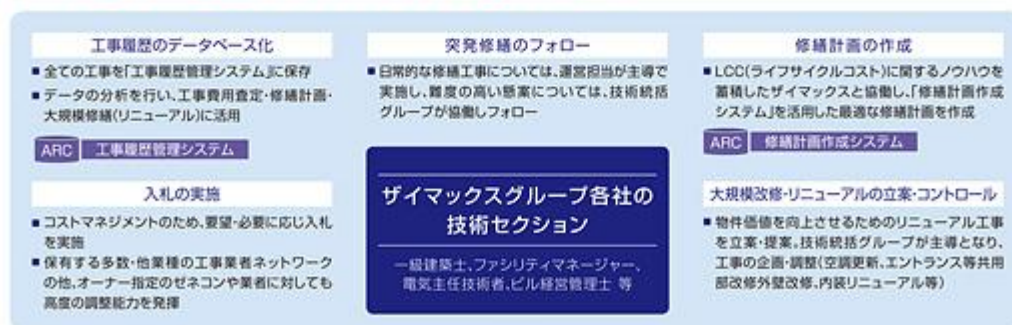 工事履歴のデータベース化
■全ての工事を「工事履歴管理システム」に保存
■データの分析を行い、工事費用査定・修繕計画・
大規模修繕(リニューアル)に活用
ARC 工事履歴管理システム
入札の実施
■コストマネジメントのため、要望・必要に応じ入札
を実施
■保有する多数・他業種の工事業者ネットワーク
の他、オーナー指定のゼネコンや業者に対しても
高度の調整能力を発揮
突発修繕のフォロー
■日常的な修繕工事については、運営担当が主導で
実施し、難度の高い懸案については、技術統括
グループが協働しフォロー
ザイマックスグループ各社の
技術セクション
一級建築士、ファシリティマネージャー、
電気主任技術者、ビル経営管理士 等
修繕計画の作成
■LCC(ライフサイクルコスト)に関するノウハウを
蓄積したザイマックスと協働し、「修繕計画作成
システム」を活用した最適な修繕計画を作成
ARC 修繕計画作成システム
大規模改修・リニューアルの立案・コントロール
■物件価値を向上させるためのリニューアル工事
を立案・提案。技術統括グループが主導となり、
工事の企画・調整(空調更新、エントランス等共用
部改修外壁改修、内装リニューアル等)